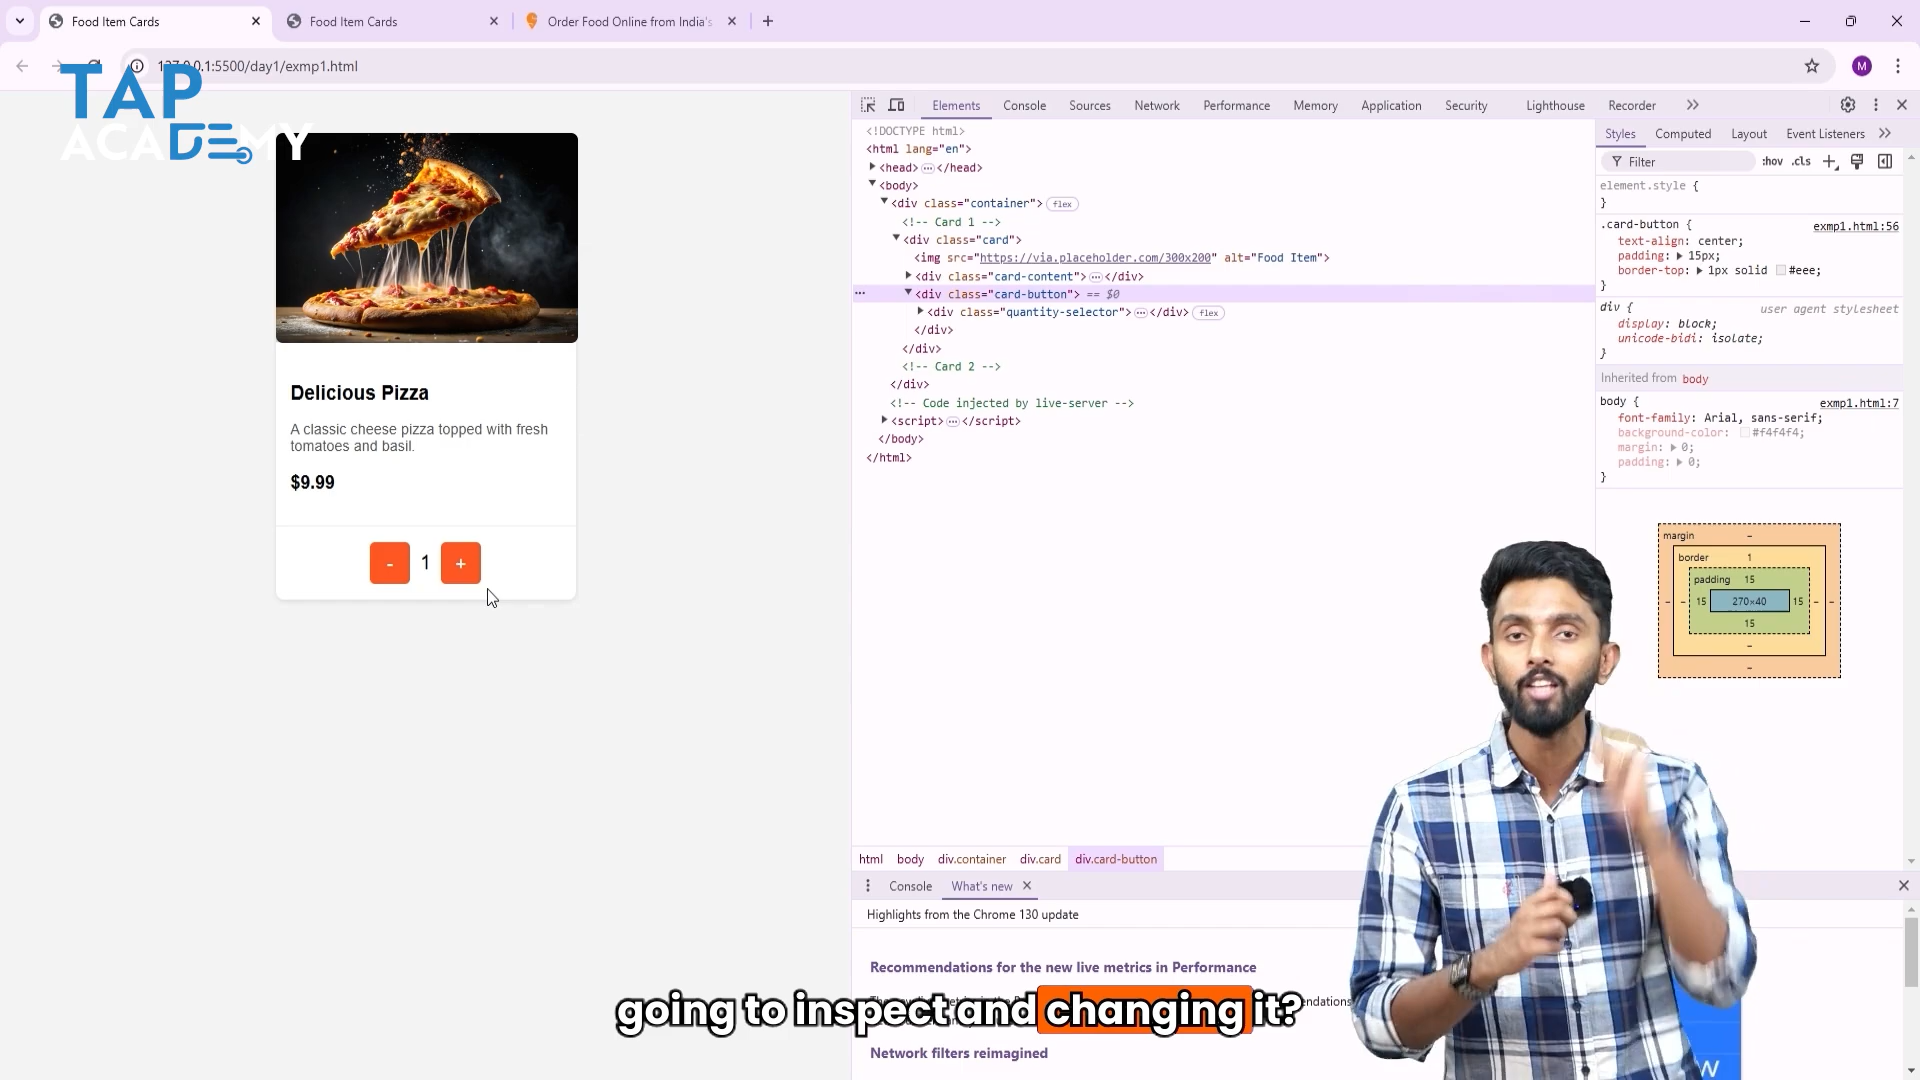 Food Item Cards
Food Item Cards
Order Food Online from India's
127.0.0.1:5500/day1/exmp1.html
M
TAP
ACADEMY
Delicious Pizza
A classic cheese pizza topped with fresh
tomatoes and basil.
$9.99
- 1 +
Elements Console Sources Network Performance Memory Application Security Lighthouse Recorder
<!DOCTYPE html>
<html lang="en">
<head> ⋯ </head>
<body>
<div class="container"> flex
<!-- Card 1 -->
<div class="card">
<img src="https://via.placeholder.com/300x200" alt="Food Item">
<div class="card-content"> ⋯ </div>
<div class="card-button"> == $0
<div class="quantity-selector"> ⋯ </div> flex
</div>
</div>
<!-- Card 2 -->
</div>
<!-- Code injected by live-server -->
<script> ⋯ </script>
</body>
</html>
Styles Computed Layout Event Listeners
Filter :hov .cls
element.style {
}
.card-button { exmp1.html:56
text-align: center;
padding: 15px;
border-top: 1px solid #eee;
}
div { user agent stylesheet
display: block;
unicode-bidi: isolate;
}
Inherited from body
body { exmp1.html:7
font-family: Arial, sans-serif;
background-color: #f4f4f4;
margin: 0;
padding: 0;
}
margin -
border 1
padding 15
- - 15 270×40 15 - -
15
-
-
html body div.container div.card div.card-button
Console What's new
Highlights from the Chrome 130 update
Recommendations for the new live metrics in Performance
going to inspect and changing it?
Network filters reimagined